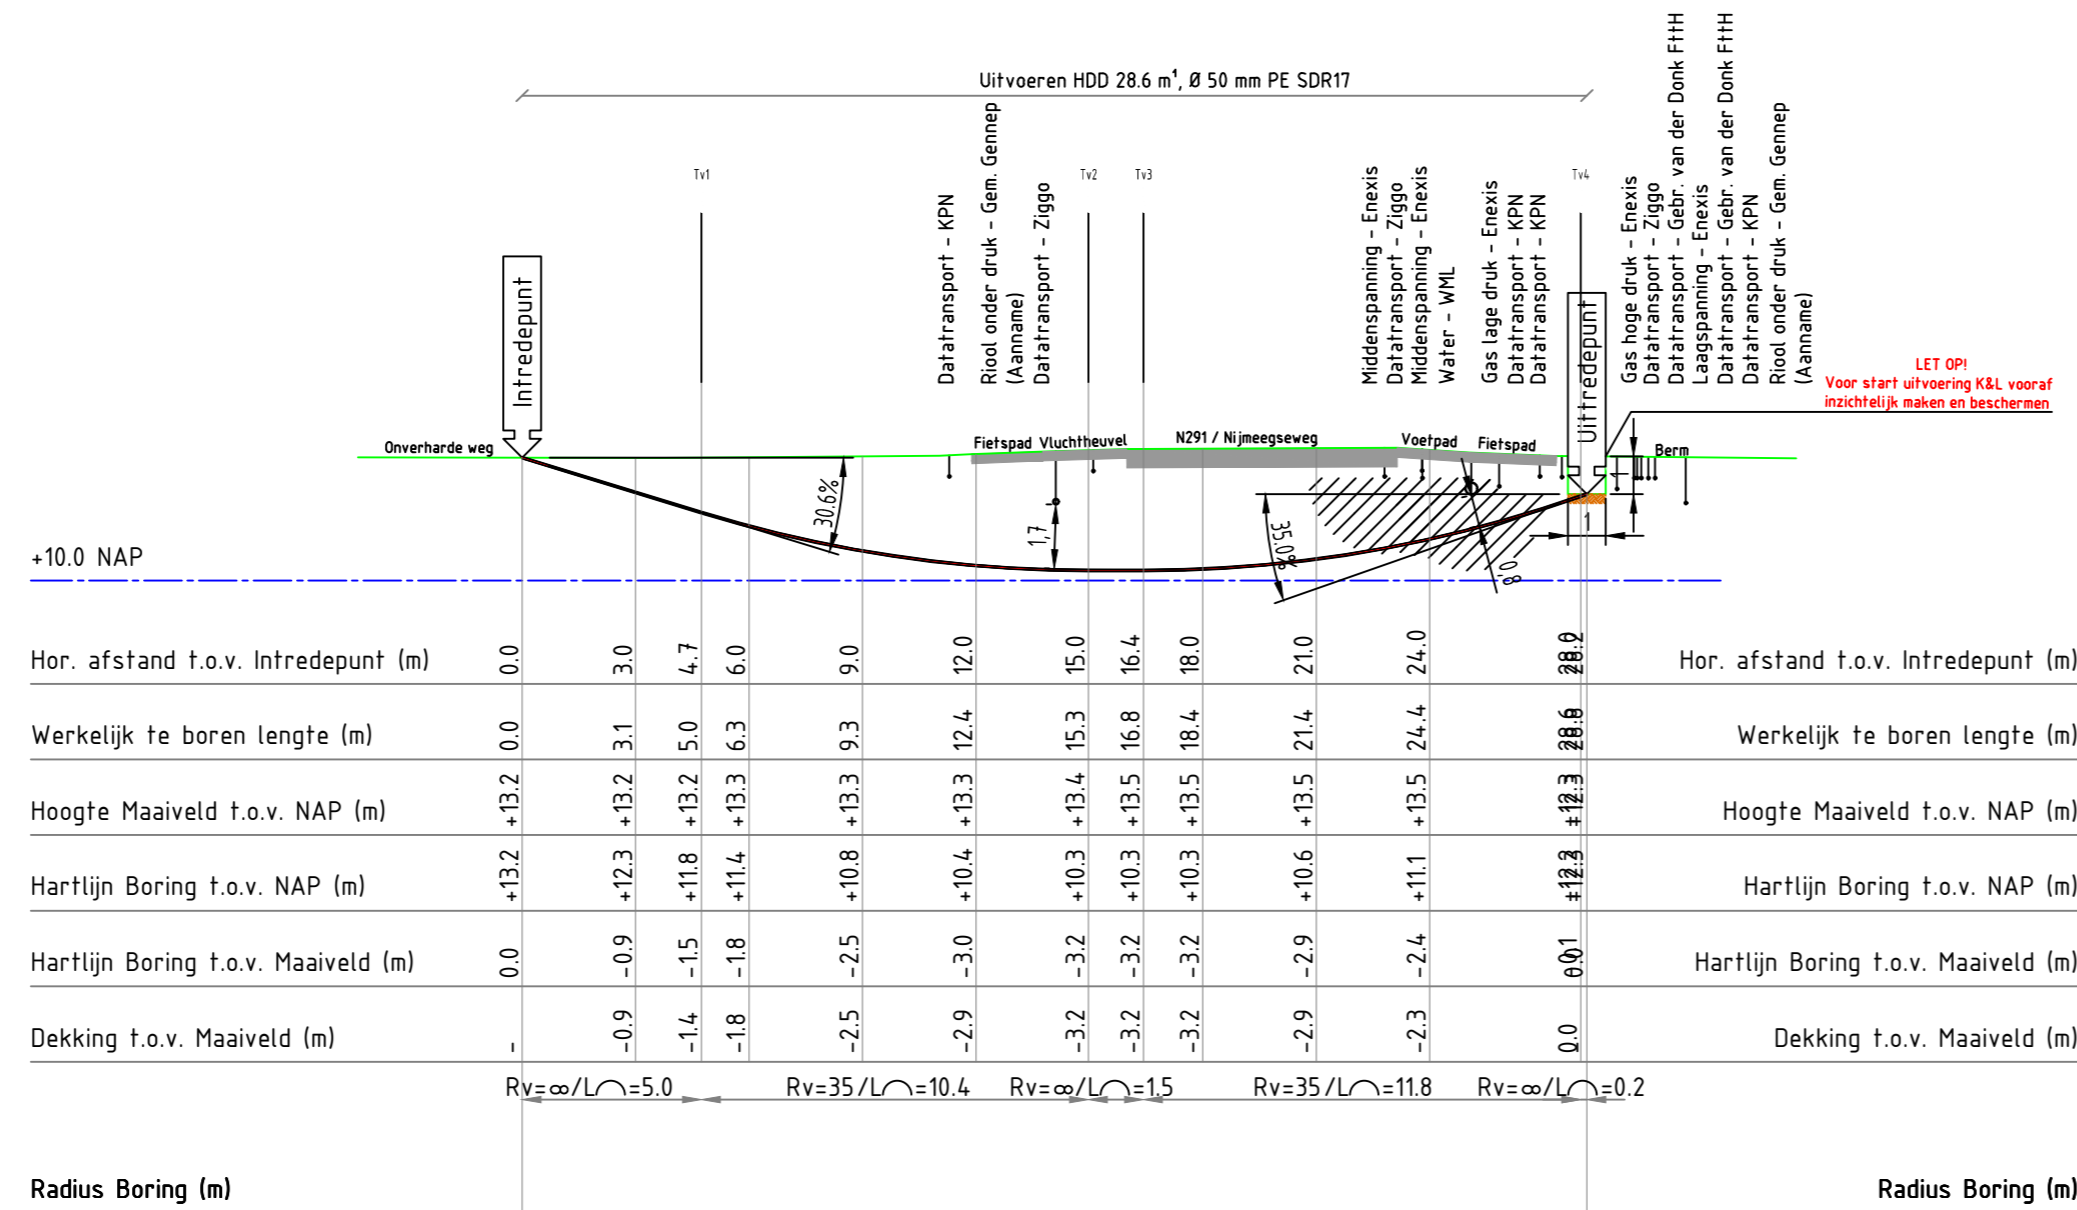 Uitvoeren HDD 28.6 m¹, Ø 50 mm PE SDR17
Tv1
Tv2
Tv3
Tv4
Intredepunt
Datatransport - KPN
Riool onder druk - Gem. Gennep
(Aanname)
Datatransport - Ziggo
Middenspanning - Enexis
Datatransport - Ziggo
Middenspanning - Enexis
Water - WML
Gas lage druk - Enexis
Datatransport - KPN
Datatransport - KPN
Uittredepunt
Gas hoge druk - Enexis
Datatransport - Ziggo
Datatransport - Gebr. van der Donk FttH
Laagspanning - Enexis
Datatransport - Gebr. van der Donk FttH
Datatransport - KPN
Riool onder druk - Gem. Gennep
(Aanname)
LET OP!
Voor start uitvoering K&L vooraf
inzichtelijk maken en beschermen
Onverharde weg
Fietspad Vluchtheuvel
N291 / Nijmeegseweg
Voetpad
Fietspad
Berm
30.6%
1,7
35.0%
0,8
1
1
+10.0 NAP
Hor. afstand t.o.v. Intredepunt (m) 0.0 3.0 4.7 6.0 9.0 12.0 15.0 16.4 18.0 21.0 24.0 28.0 28.2 Hor. afstand t.o.v. Intredepunt (m)
Werkelijk te boren lengte (m) 0.0 3.1 5.0 6.3 9.3 12.4 15.3 16.8 18.4 21.4 24.4 28.6 Werkelijk te boren lengte (m)
Hoogte Maaiveld t.o.v. NAP (m) +13.2 +13.2 +13.2 +13.3 +13.3 +13.3 +13.4 +13.5 +13.5 +13.5 +13.5 +12.3 Hoogte Maaiveld t.o.v. NAP (m)
Hartlijn Boring t.o.v. NAP (m) +13.2 +12.3 +11.8 +11.4 +10.8 +10.4 +10.3 +10.3 +10.3 +10.6 +11.1 +12.2 +12.3 Hartlijn Boring t.o.v. NAP (m)
Hartlijn Boring t.o.v. Maaiveld (m) 0.0 -0.9 -1.5 -1.8 -2.5 -3.0 -3.2 -3.2 -3.2 -2.9 -2.4 Hartlijn Boring t.o.v. Maaiveld (m)
Dekking t.o.v. Maaiveld (m) - -0.9 -1.4 -1.8 -2.5 -2.9 -3.2 -3.2 -3.2 -2.9 -2.3 0.0 Dekking t.o.v. Maaiveld (m)
Rv=∞/L⌒=5.0 Rv=35/L⌒=10.4 Rv=∞/L⌒=1.5 Rv=35/L⌒=11.8 Rv=∞/L⌒=0.2
Radius Boring (m) Radius Boring (m)